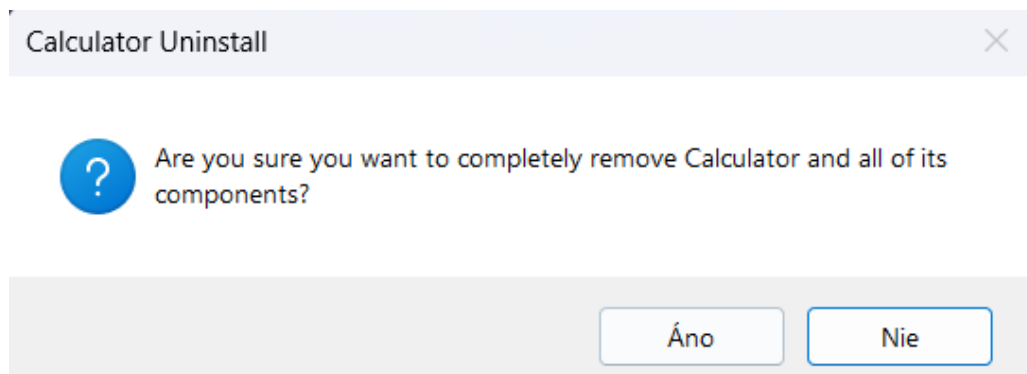 Calculator Uninstall
Are you sure you want to completely remove Calculator and all of its
components?
Áno
Nie